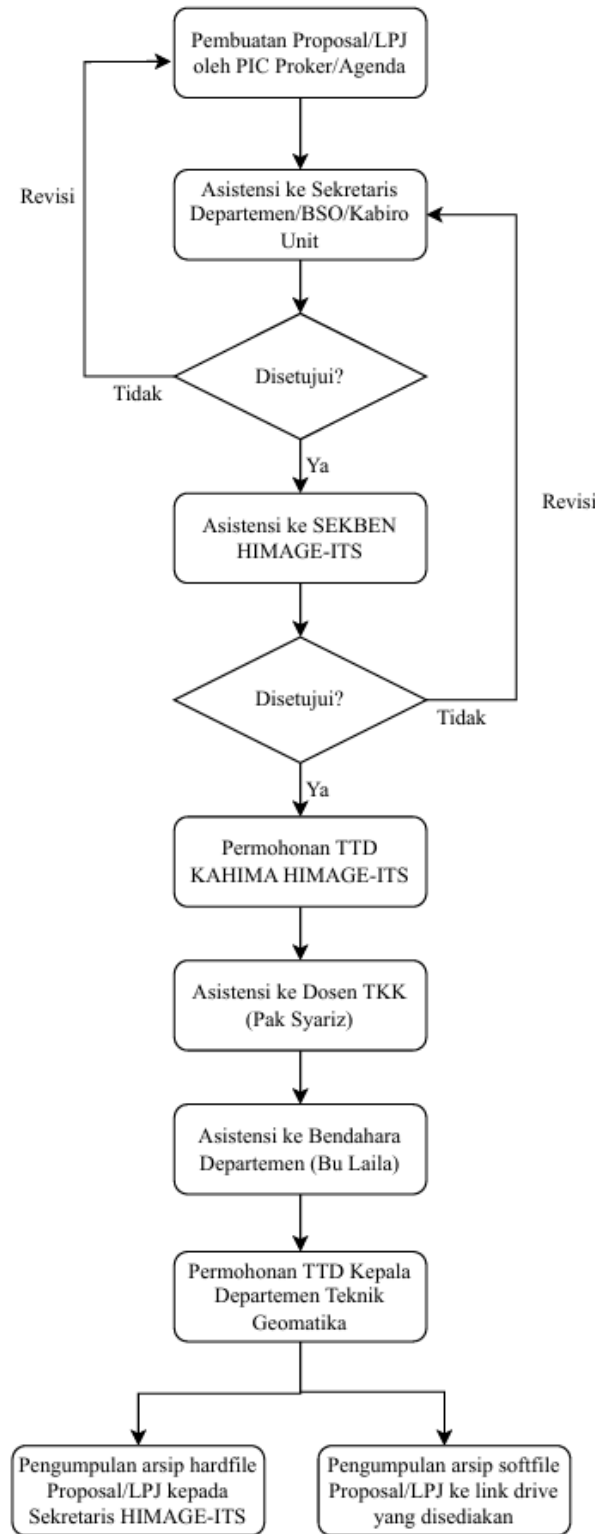 Pembuatan Proposal/LPJ
oleh PIC Proker/Agenda
Revisi
Asistensi ke Sekretaris
Departemen/BSO/Kabiro
Unit
Disetujui?
Tidak
Ya
Asistensi ke SEKBEN
HIMAGE-ITS
Revisi
Disetujui?
Tidak
Ya
Permohonan TTD
KAHIMA HIMAGE-ITS
Asistensi ke Dosen TKK
(Pak Syariz)
Asistensi ke Bendahara
Departemen (Bu Laila)
Permohonan TTD Kepala
Departemen Teknik
Geomatika
Pengumpulan arsip hardfile
Proposal/LPJ kepada
Sekretaris HIMAGE-ITS
Pengumpulan arsip softfile
Proposal/LPJ ke link drive
yang disediakan